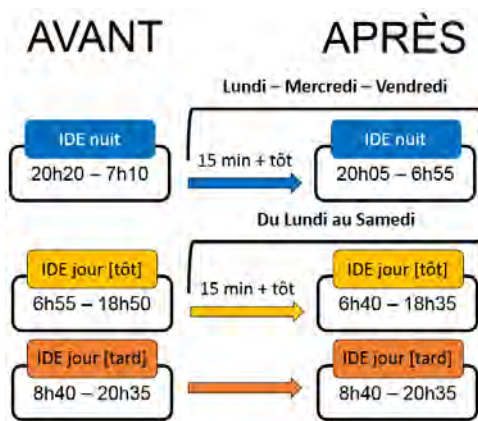 AVANT
APRÈS
Lundi – Mercredi – Vendredi
IDE nuit
20h20 – 7h10
15 min + tôt
IDE nuit
20h05 – 6h55
Du Lundi au Samedi
IDE jour [tôt]
6h55 – 18h50
15 min + tôt
IDE jour [tôt]
6h40 – 18h35
IDE jour [tard]
8h40 – 20h35
IDE jour [tard]
8h40 – 20h35